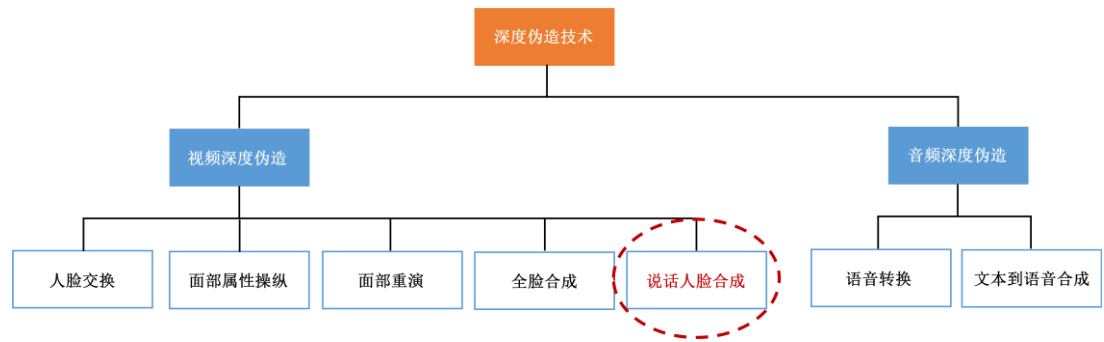 深度伪造技术
视频深度伪造
音频深度伪造
人脸交换
面部属性操纵
面部重演
全脸合成
说话人脸合成
语音转换
文本到语音合成